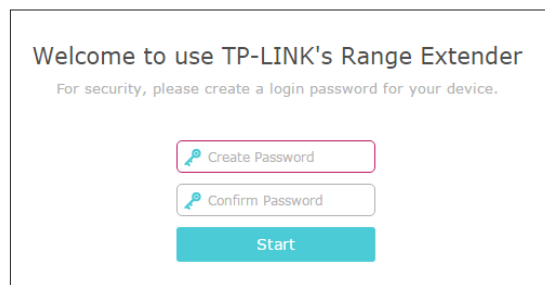 Welcome to use TP-LINK's Range Extender
For security, please create a login password for your device.
Create Password
Confirm Password
Start